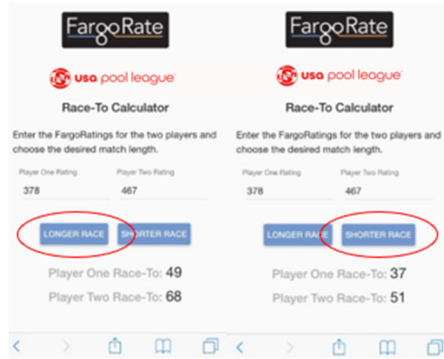 FargoRate
usa pool league
Race-To Calculator
Enter the FargoRatings for the two players and
choose the desired match length.
Player One Rating Player Two Rating
378 467
LONGER RACE SHORTER RACE
Player One Race-To: 49
Player Two Race-To: 68
FargoRate
usa pool league
Race-To Calculator
Enter the FargoRatings for the two players and
choose the desired match length.
Player One Rating Player Two Rating
378 467
LONGER RACE SHORTER RACE
Player One Race-To: 37
Player Two Race-To: 51